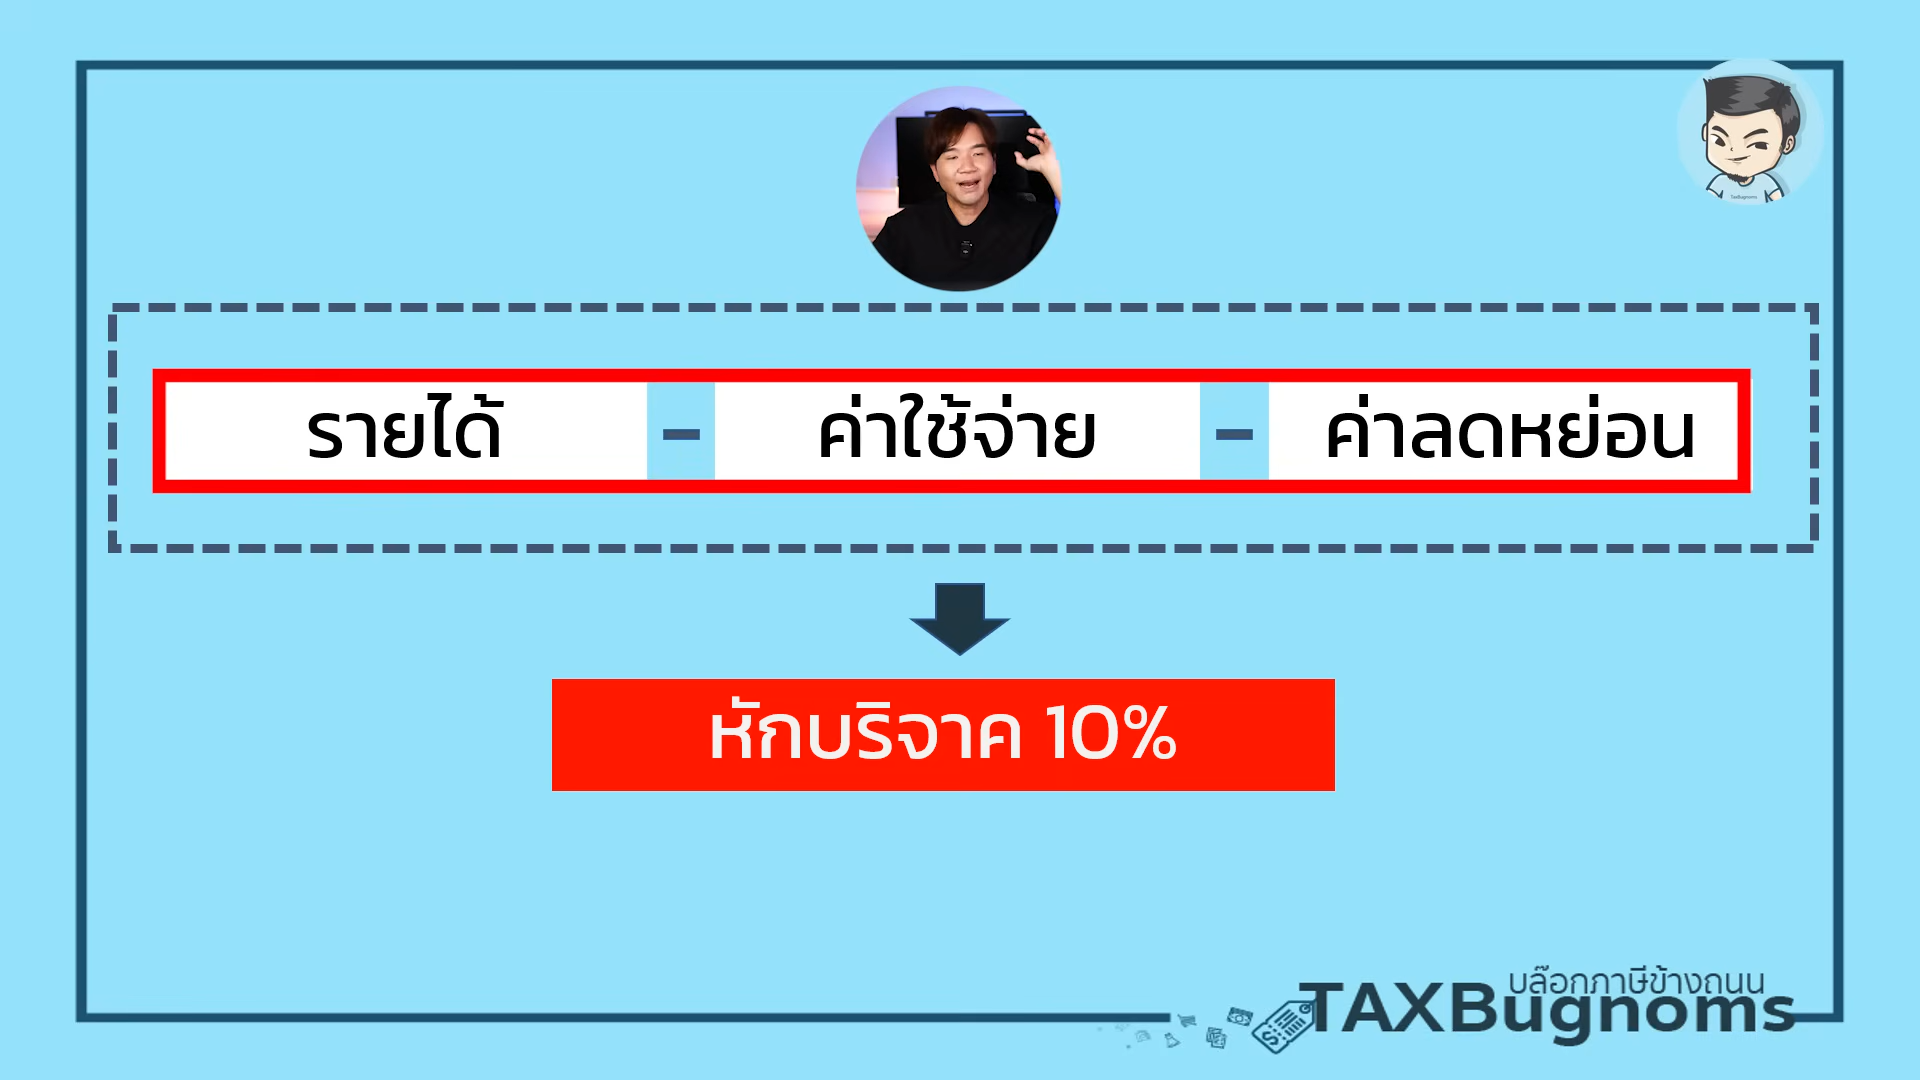 รายได้ - ค่าใช้จ่าย - ค่าลดหย่อน
หักบริจาค 10%
บล๊อกภาษีข้างถนน
TAXBugnoms